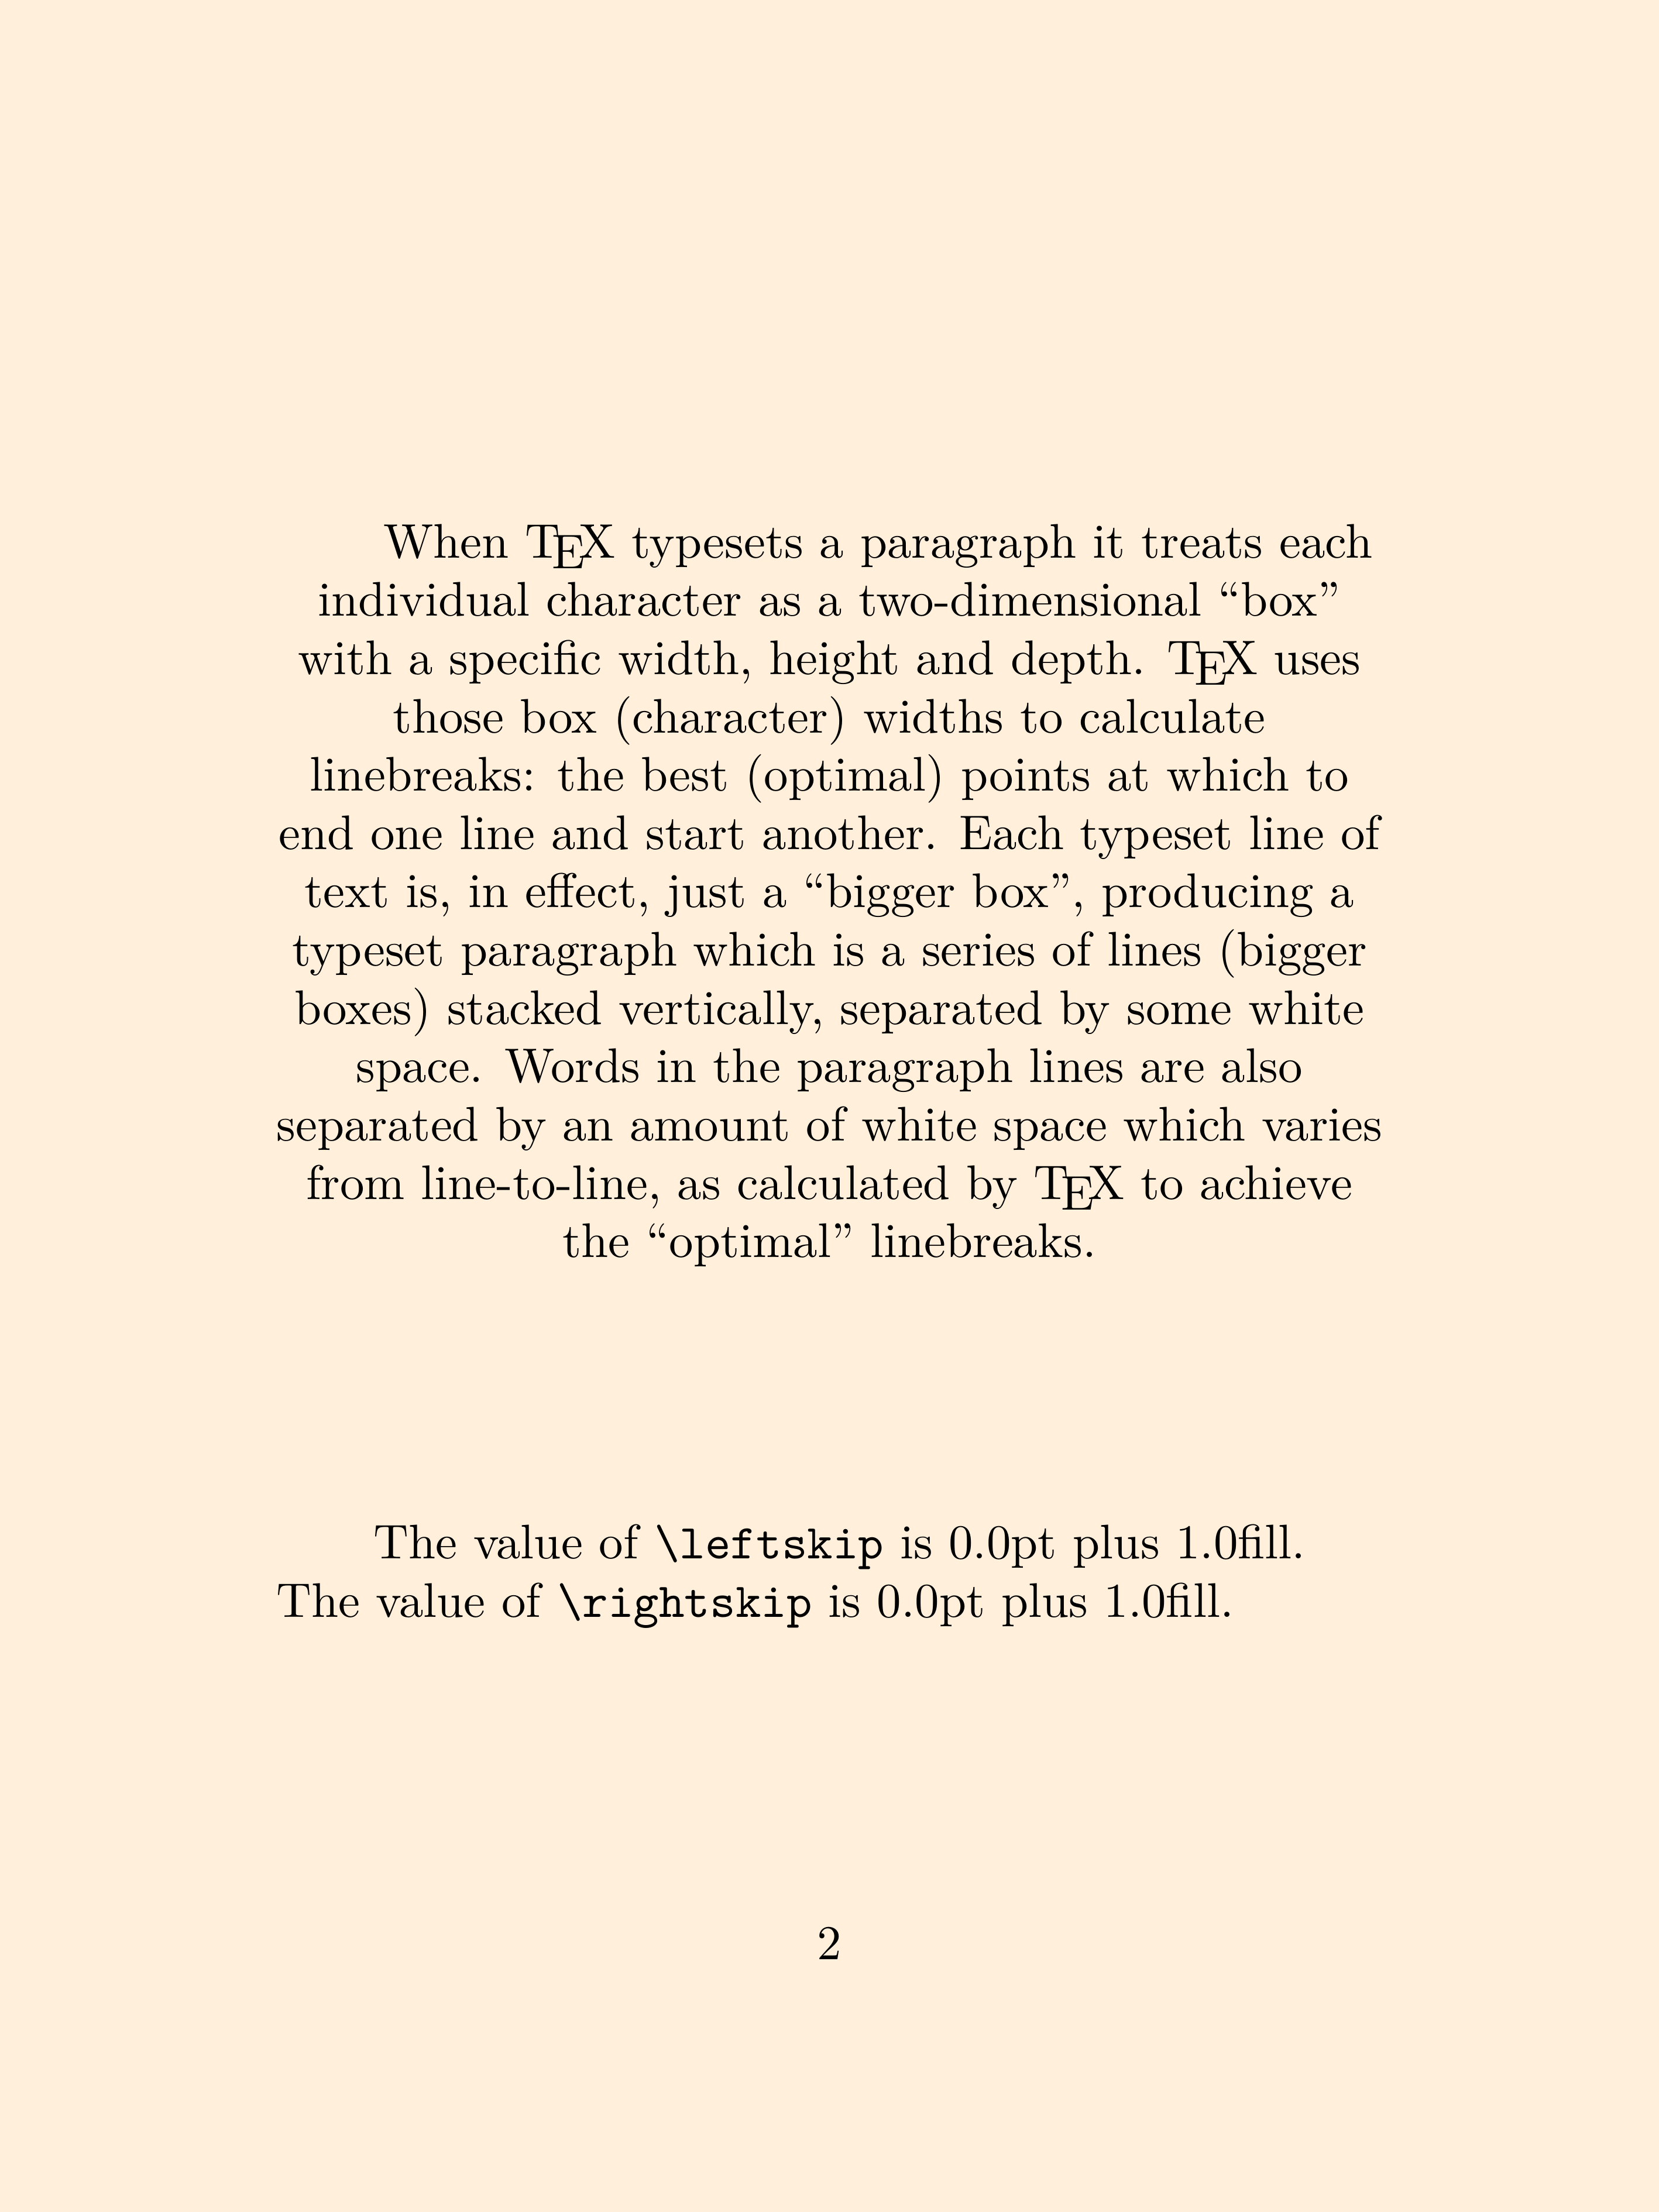 When TEX typesets a paragraph it treats each
individual character as a two-dimensional “box”
with a specific width, height and depth. TEX uses
those box (character) widths to calculate
linebreaks: the best (optimal) points at which to
end one line and start another. Each typeset line of
text is, in effect, just a “bigger box”, producing a
typeset paragraph which is a series of lines (bigger
boxes) stacked vertically, separated by some white
space. Words in the paragraph lines are also
separated by an amount of white space which varies
from line-to-line, as calculated by TEX to achieve
the “optimal” linebreaks.
The value of \leftskip is 0.0pt plus 1.0fill.
The value of \rightskip is 0.0pt plus 1.0fill.
2